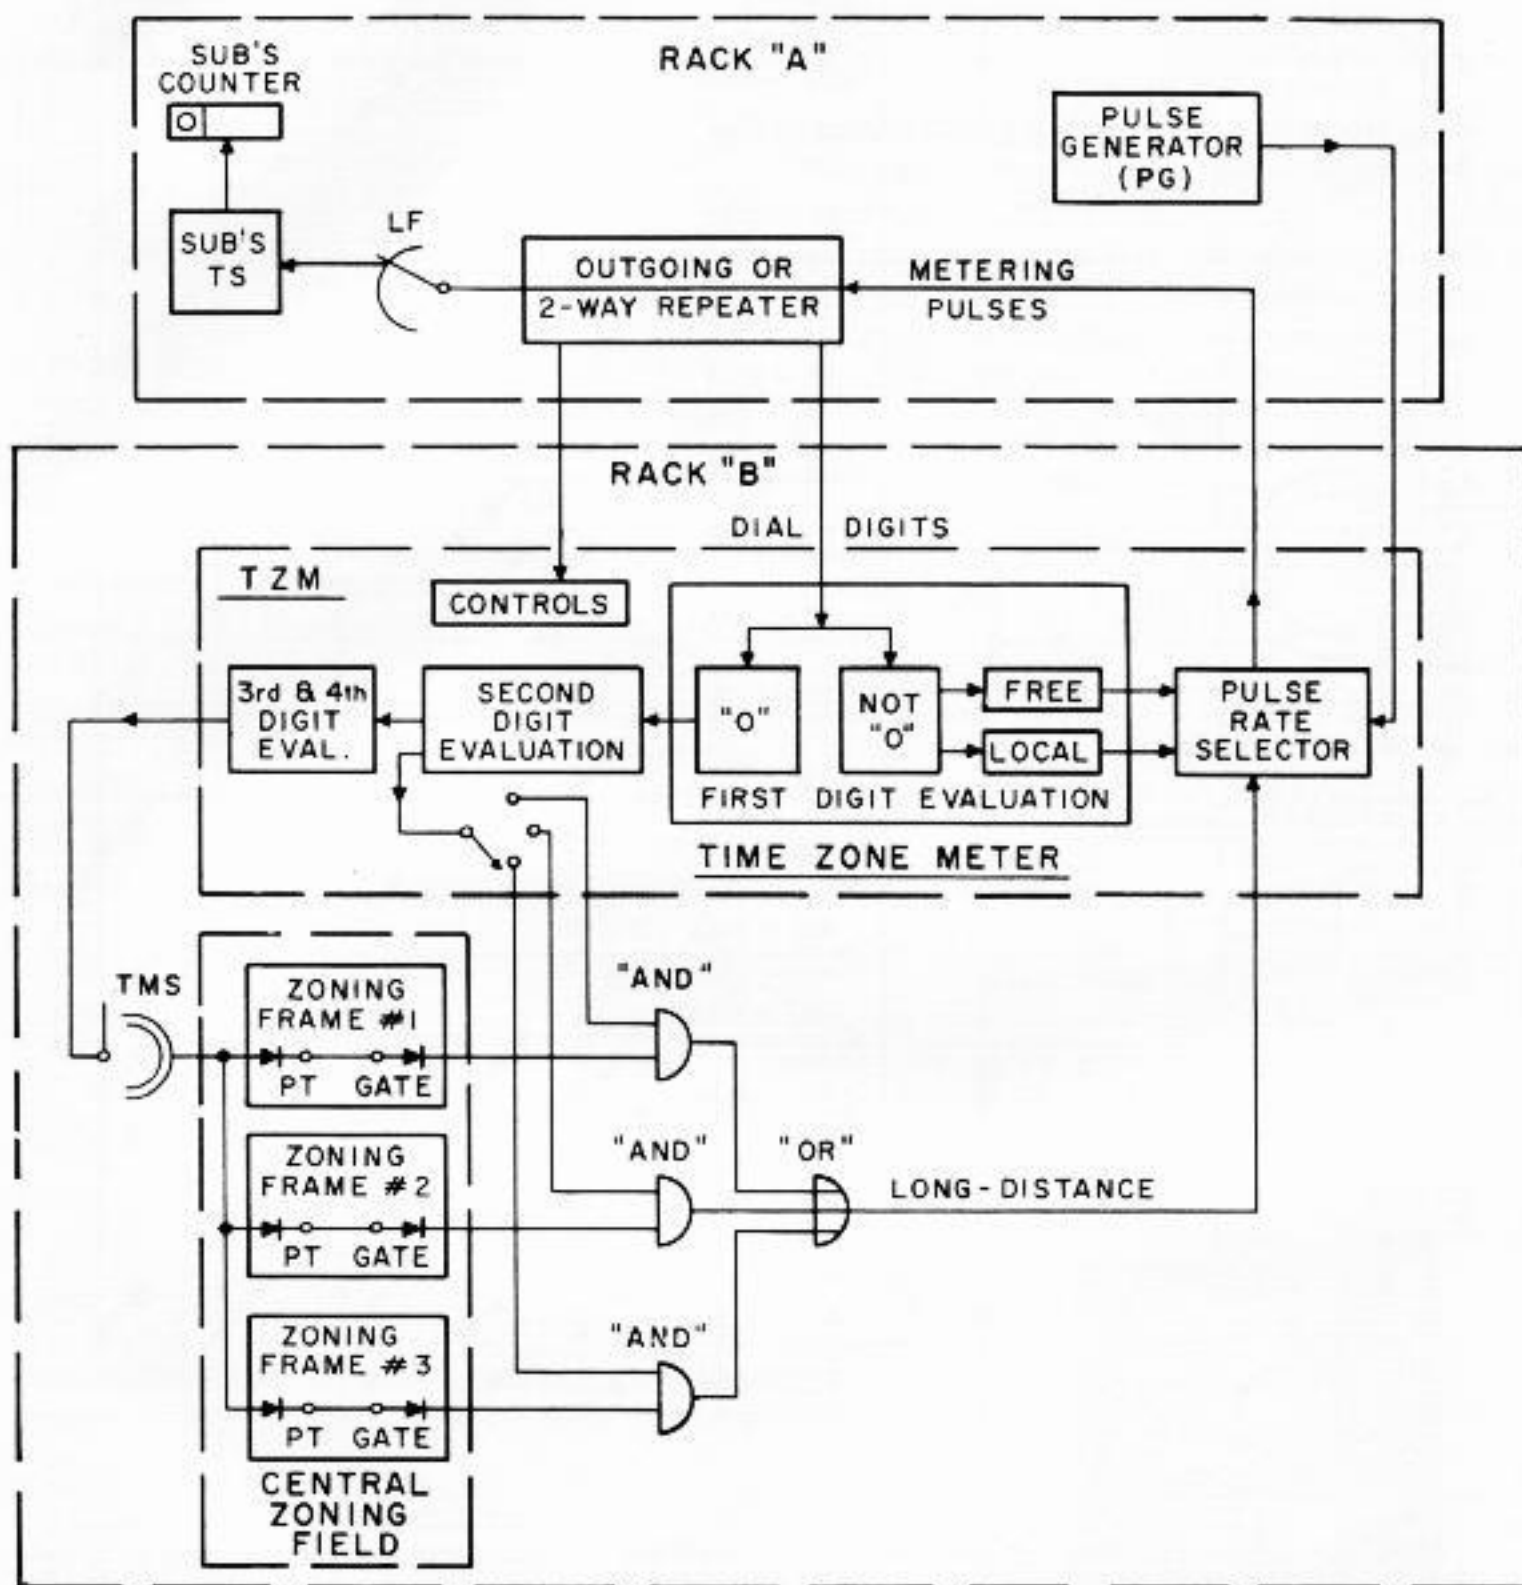 RACK "A"
SUB'S
COUNTER
PULSE
GENERATOR
(PG)
SUB'S
TS
LF
OUTGOING OR
2-WAY REPEATER
METERING
PULSES
RACK "B"
DIAL DIGITS
TZM
CONTROLS
3rd & 4th
DIGIT
EVAL.
SECOND
DIGIT
EVALUATION
"O"
NOT
"O"
FREE
LOCAL
PULSE
RATE
SELECTOR
FIRST DIGIT EVALUATION
TIME ZONE METER
TMS
ZONING
FRAME #1
PT GATE
"AND"
ZONING
FRAME #2
PT GATE
"AND"
"OR"
LONG-DISTANCE
ZONING
FRAME #3
PT GATE
"AND"
CENTRAL
ZONING
FIELD